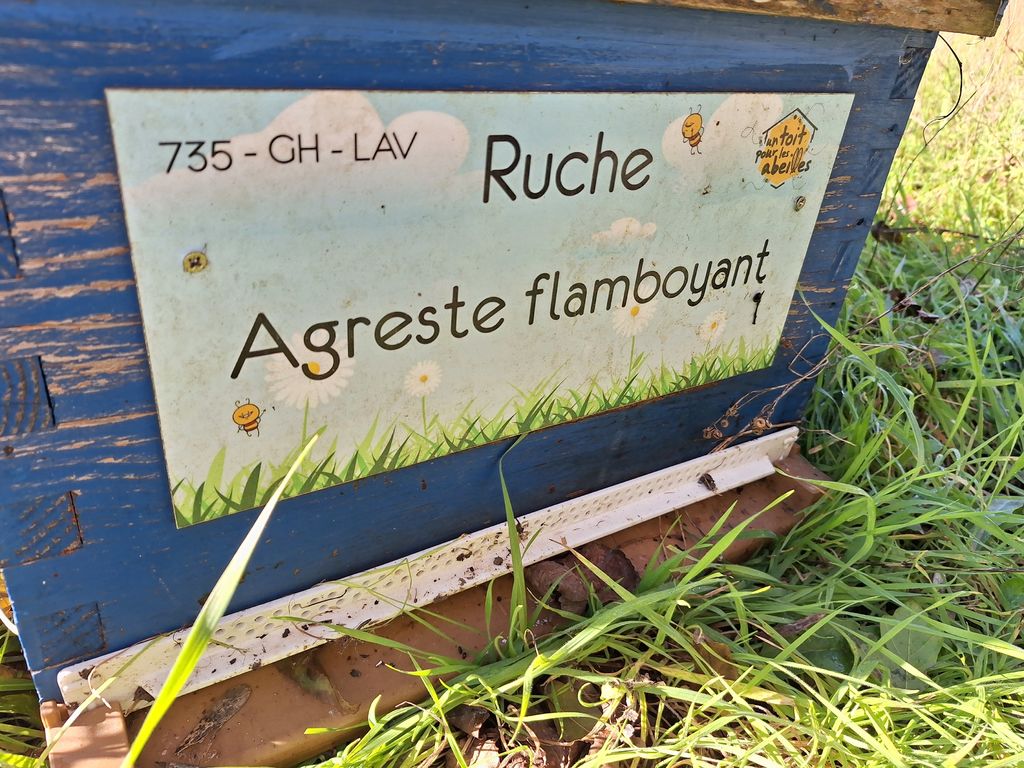 735 - GH - LAV
Ruche
un toit
pour les
abeilles
Agreste flamboyant